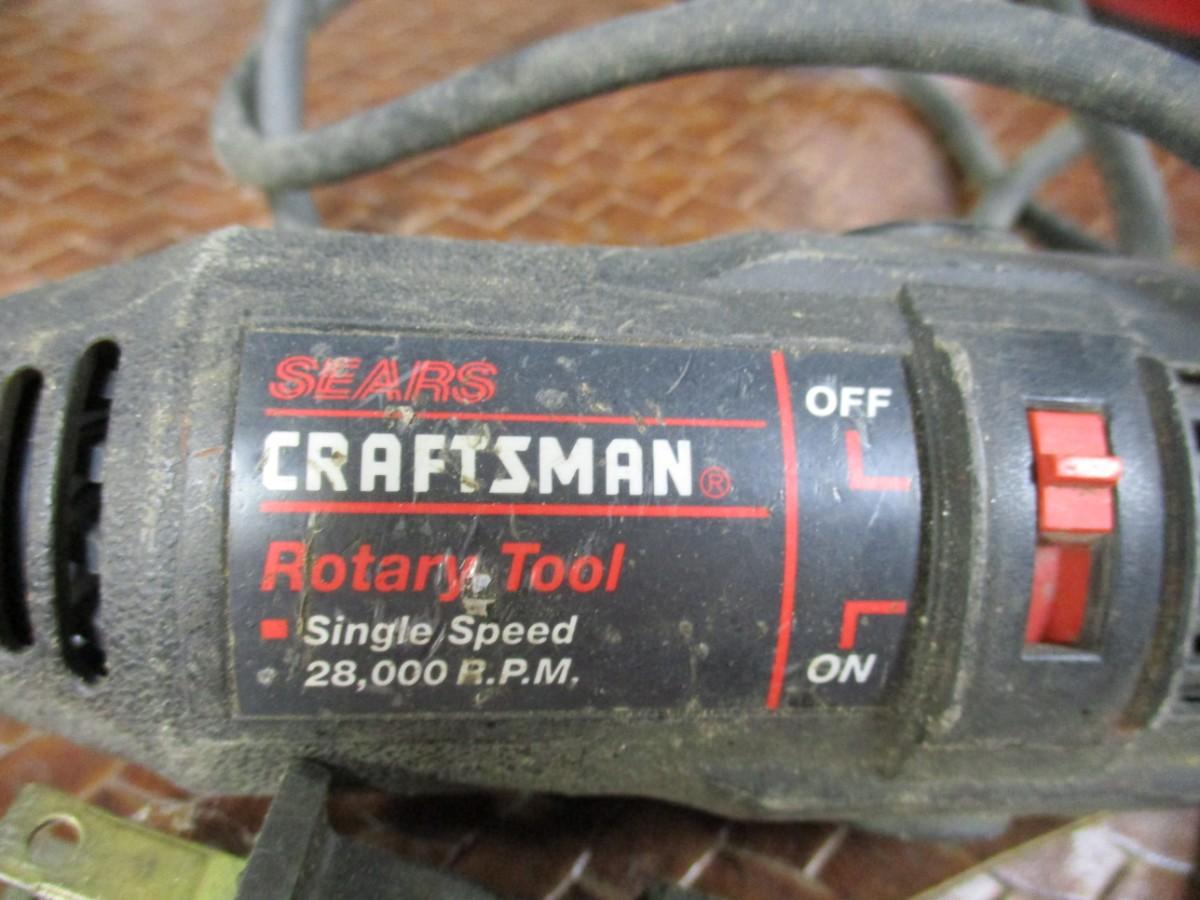 SEARS
CRAFTSMAN®
Rotary Tool
Single Speed
28,000 R.P.M.
OFF
ON